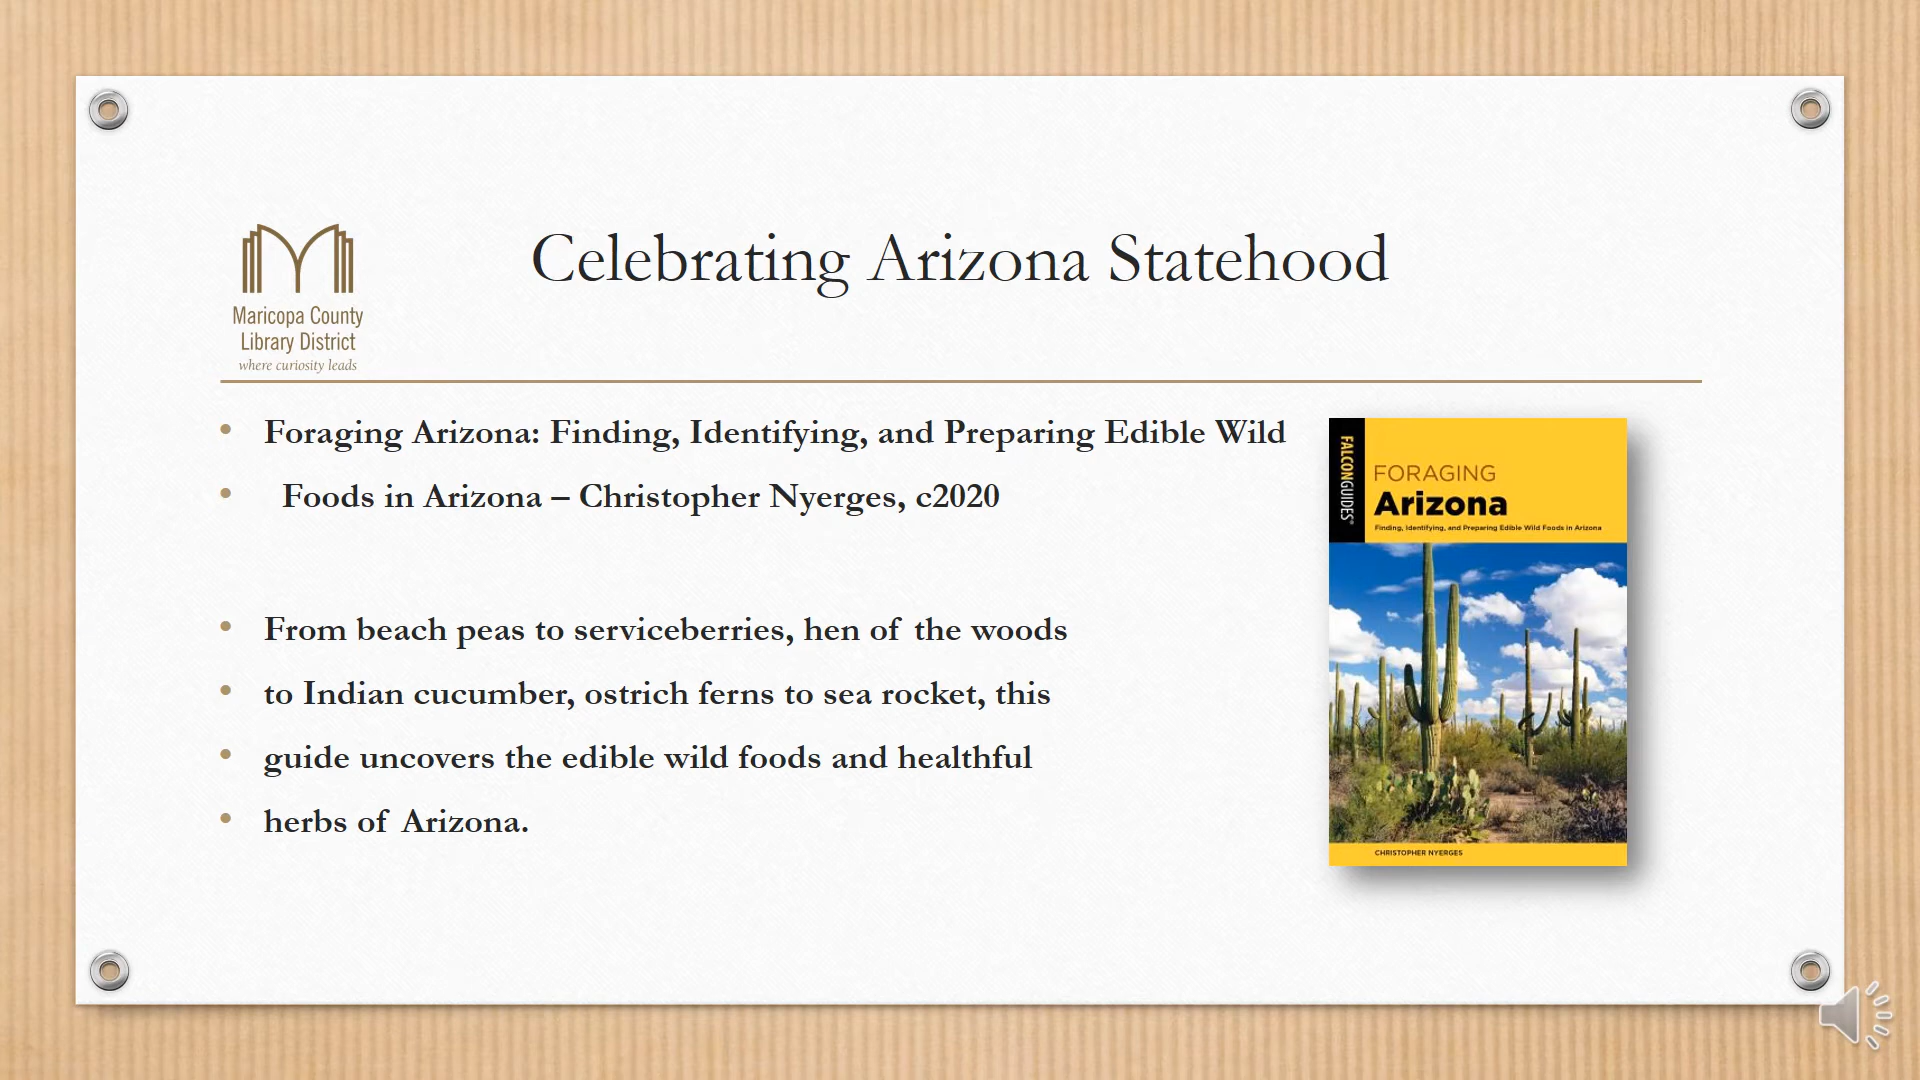 Celebrating Arizona Statehood
Maricopa County
Library District
where curiosity leads
• Foraging Arizona: Finding, Identifying, and Preparing Edible Wild
• Foods in Arizona – Christopher Nyerges, c2020
• From beach peas to serviceberries, hen of the woods
• to Indian cucumber, ostrich ferns to sea rocket, this
• guide uncovers the edible wild foods and healthful
• herbs of Arizona.
FALCONGUIDES®
FORAGING
Arizona
Finding, Identifying, and Preparing Edible Wild Foods in Arizona
CHRISTOPHER NYERGES